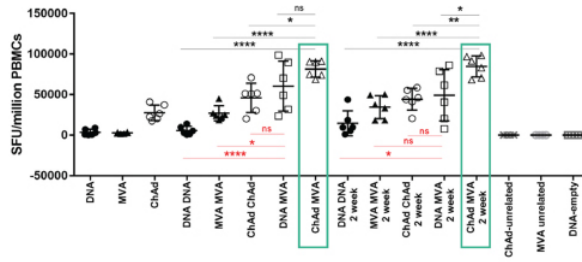 ns
*
*
****
**
****
****
****
****
100000
50000
0
-50000
SFU/million PBMCs
ns
*
****
ns
ns
*
DNA
MVA
ChAd
DNA DNA
MVA MVA
ChAd ChAd
DNA MVA
ChAd MVA
DNA DNA
2 week
MVA MVA
2 week
ChAd ChAd
2 week
DNA MVA
2 week
ChAd MVA
2 week
ChAd-unrelated
MVA unrelated
DNA-empty